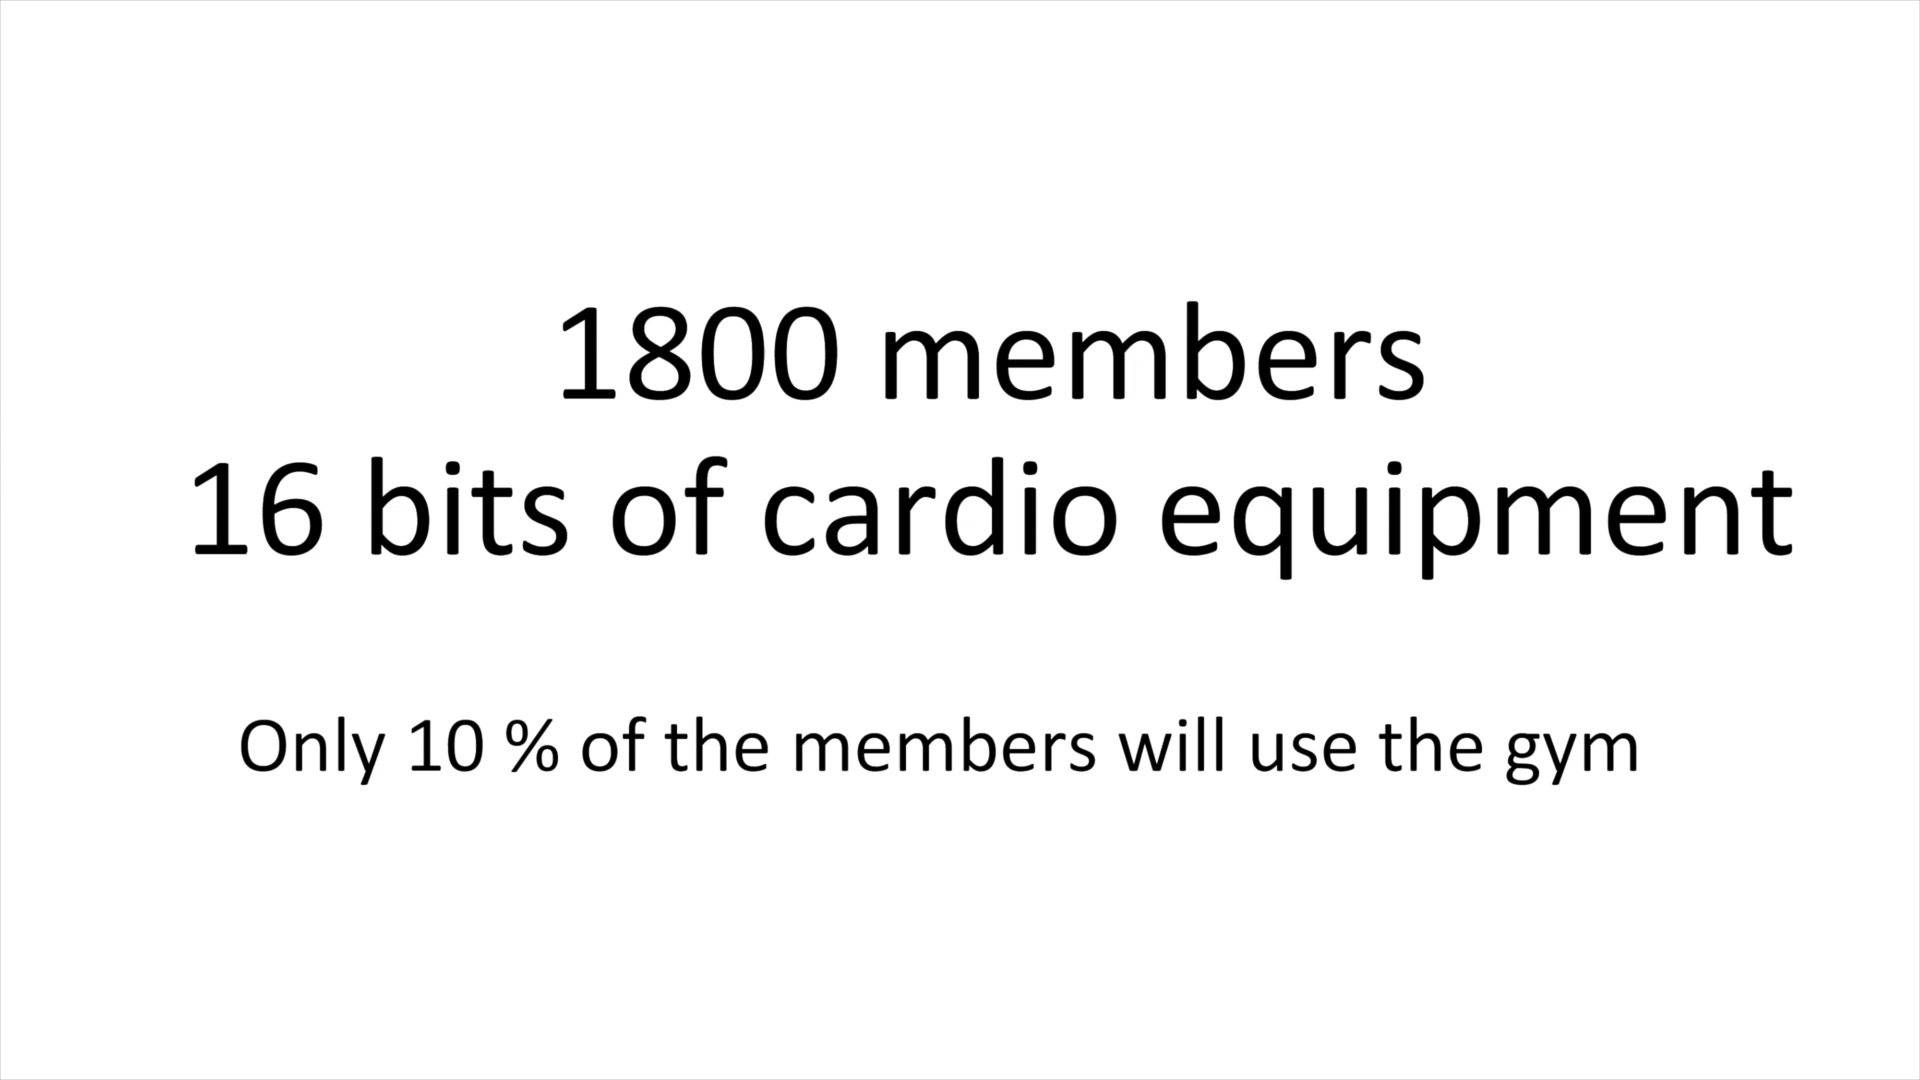 1800 members
16 bits of cardio equipment
Only 10 % of the members will use the gym